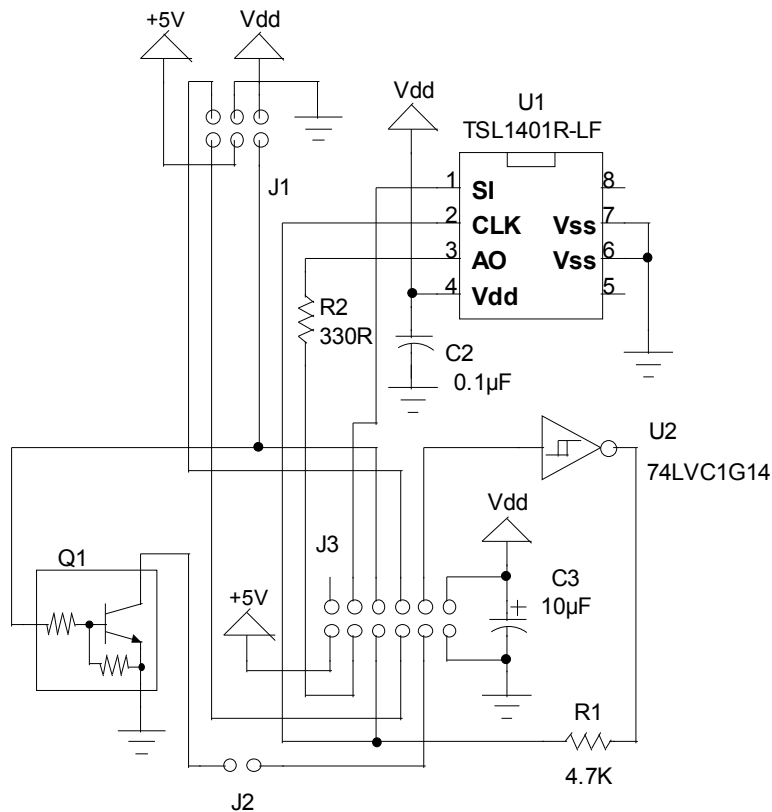 +5V
Vdd
Vdd
U1
TSL1401R-LF
J1
1
SI
8
2
CLK
Vss
7
3
AO
Vss
6
4
Vdd
5
R2
330R
C2
0.1µF
U2
74LVC1G14
Vdd
Q1
J3
C3
+5V
+
10µF
R1
4.7K
J2